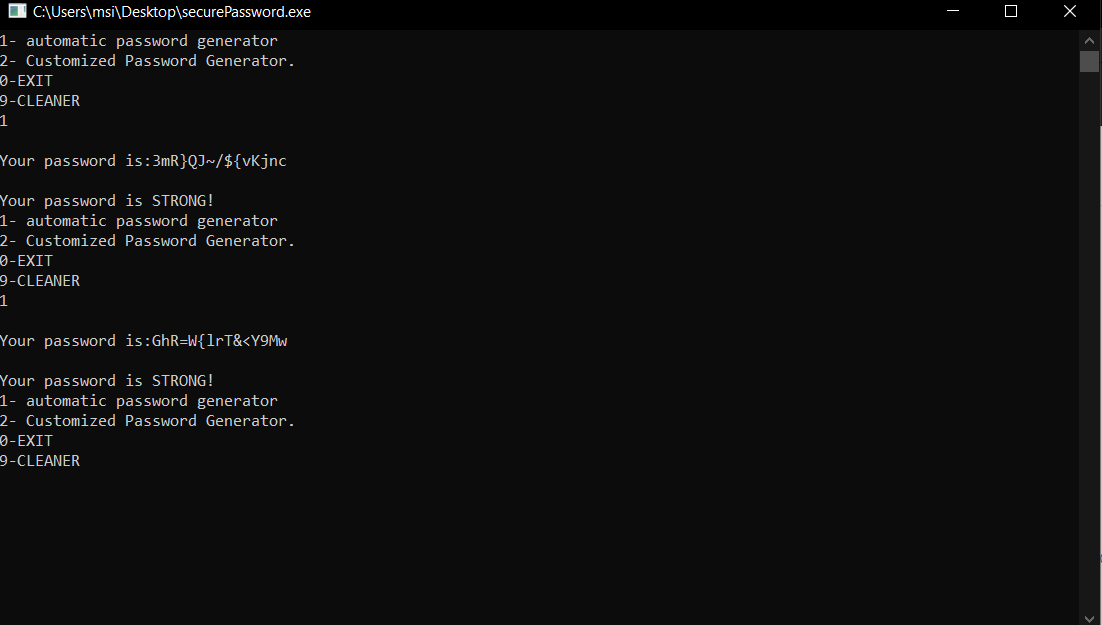 C:\Users\msi\Desktop\securePassword.exe
1- automatic password generator
2- Customized Password Generator.
0-EXIT
9-CLEANER
1
Your password is:3mR}QJ~/${vKjnc
Your password is STRONG!
1- automatic password generator
2- Customized Password Generator.
0-EXIT
9-CLEANER
1
Your password is:GhR=W{lrT&<Y9Mw
Your password is STRONG!
1- automatic password generator
2- Customized Password Generator.
0-EXIT
9-CLEANER